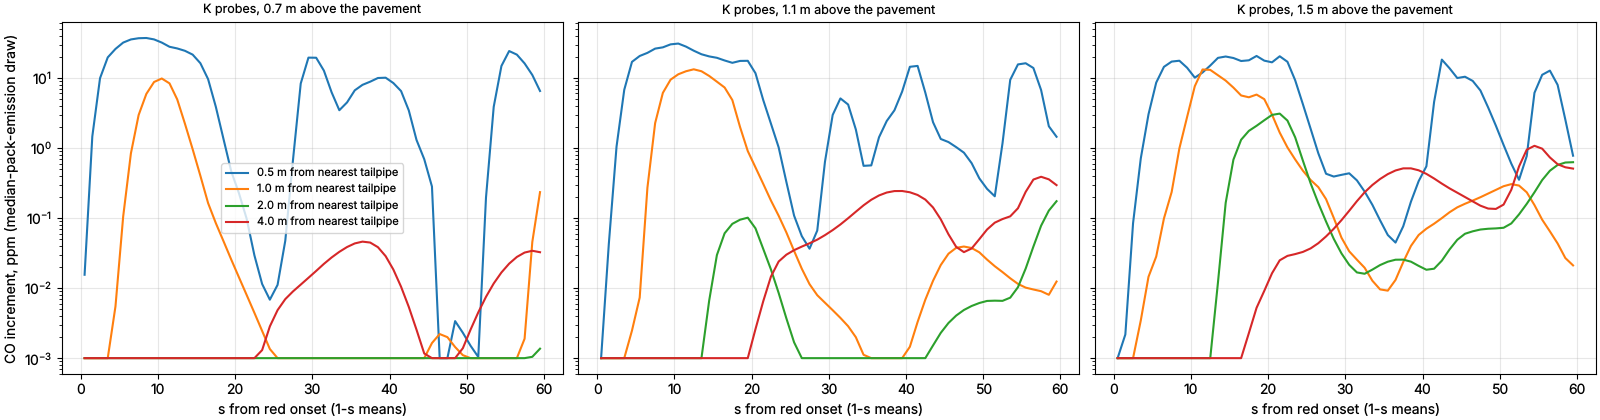 K probes, 0.7 m above the pavement
K probes, 1.1 m above the pavement
K probes, 1.5 m above the pavement
CO increment, ppm (median-pack-emission draw)
10¹
10⁰
10⁻¹
10⁻²
10⁻³
0.5 m from nearest tailpipe
1.0 m from nearest tailpipe
2.0 m from nearest tailpipe
4.0 m from nearest tailpipe
0 10 20 30 40 50 60
0 10 20 30 40 50 60
0 10 20 30 40 50 60
s from red onset (1-s means)
s from red onset (1-s means)
s from red onset (1-s means)